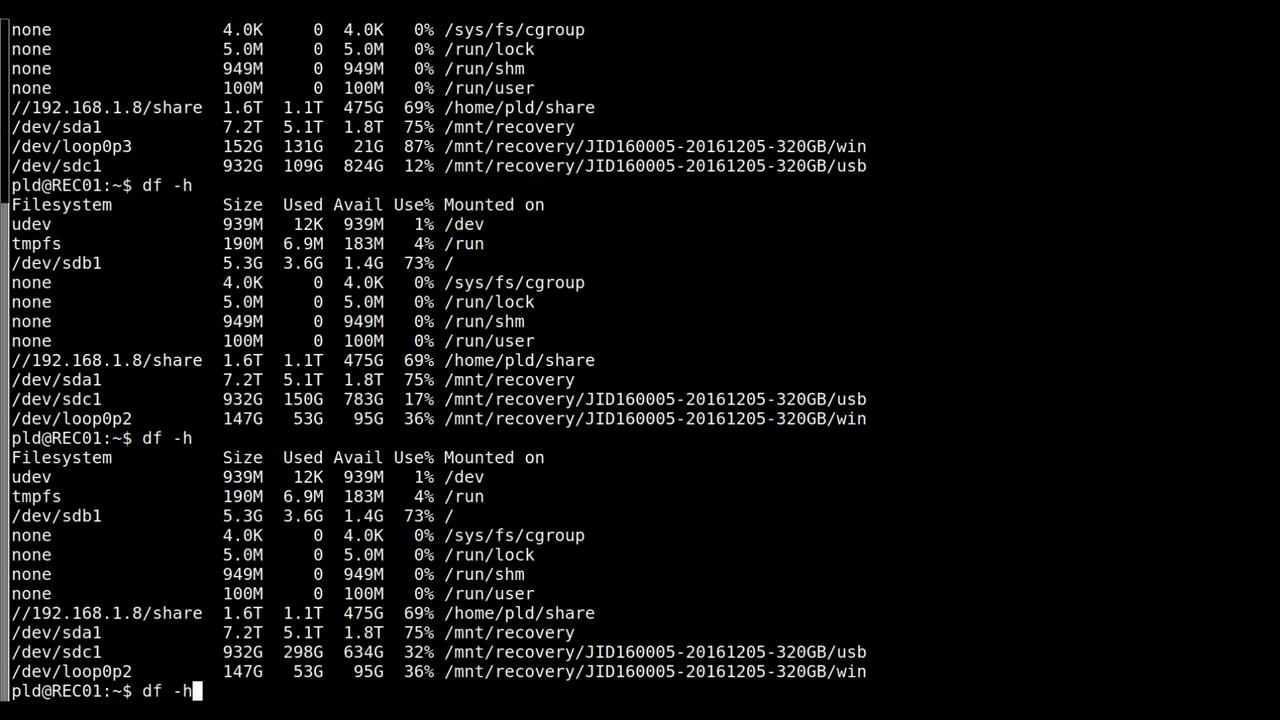 none                 4.0K     0  4.0K   0% /sys/fs/cgroup
none                 5.0M     0  5.0M   0% /run/lock
none                 949M     0  949M   0% /run/shm
none                 100M     0  100M   0% /run/user
//192.168.1.8/share  1.6T  1.1T  475G  69% /home/pld/share
/dev/sda1            7.2T  5.1T  1.8T  75% /mnt/recovery
/dev/loop0p3         152G  131G   21G  87% /mnt/recovery/JID160005-20161205-320GB/win
/dev/sdc1            932G  109G  824G  12% /mnt/recovery/JID160005-20161205-320GB/usb
pld@REC01:~$ df -h
Filesystem           Size  Used Avail Use% Mounted on
udev                 939M   12K  939M   1% /dev
tmpfs                190M  6.9M  183M   4% /run
/dev/sdb1            5.3G  3.6G  1.4G  73% /
none                 4.0K     0  4.0K   0% /sys/fs/cgroup
none                 5.0M     0  5.0M   0% /run/lock
none                 949M     0  949M   0% /run/shm
none                 100M     0  100M   0% /run/user
//192.168.1.8/share  1.6T  1.1T  475G  69% /home/pld/share
/dev/sda1            7.2T  5.1T  1.8T  75% /mnt/recovery
/dev/sdc1            932G  150G  783G  17% /mnt/recovery/JID160005-20161205-320GB/usb
/dev/loop0p2         147G   53G   95G  36% /mnt/recovery/JID160005-20161205-320GB/win
pld@REC01:~$ df -h
Filesystem           Size  Used Avail Use% Mounted on
udev                 939M   12K  939M   1% /dev
tmpfs                190M  6.9M  183M   4% /run
/dev/sdb1            5.3G  3.6G  1.4G  73% /
none                 4.0K     0  4.0K   0% /sys/fs/cgroup
none                 5.0M     0  5.0M   0% /run/lock
none                 949M     0  949M   0% /run/shm
none                 100M     0  100M   0% /run/user
//192.168.1.8/share  1.6T  1.1T  475G  69% /home/pld/share
/dev/sda1            7.2T  5.1T  1.8T  75% /mnt/recovery
/dev/sdc1            932G  298G  634G  32% /mnt/recovery/JID160005-20161205-320GB/usb
/dev/loop0p2         147G   53G   95G  36% /mnt/recovery/JID160005-20161205-320GB/win
pld@REC01:~$ df -h